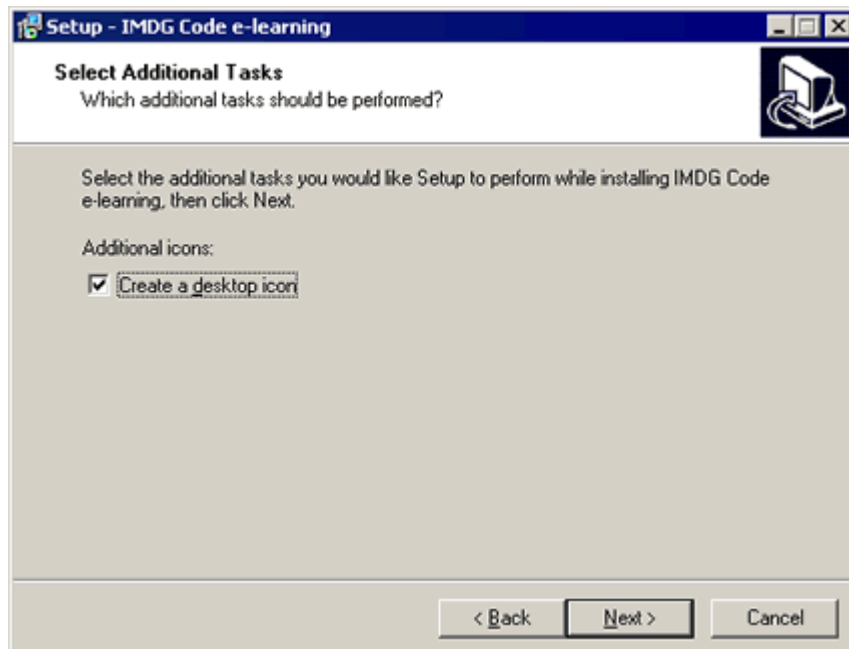 Setup - IMDG Code e-learning
Select Additional Tasks
Which additional tasks should be performed?
Select the additional tasks you would like Setup to perform while installing IMDG Code
e-learning, then click Next.
Additional icons:
Create a desktop icon
< Back Next > Cancel